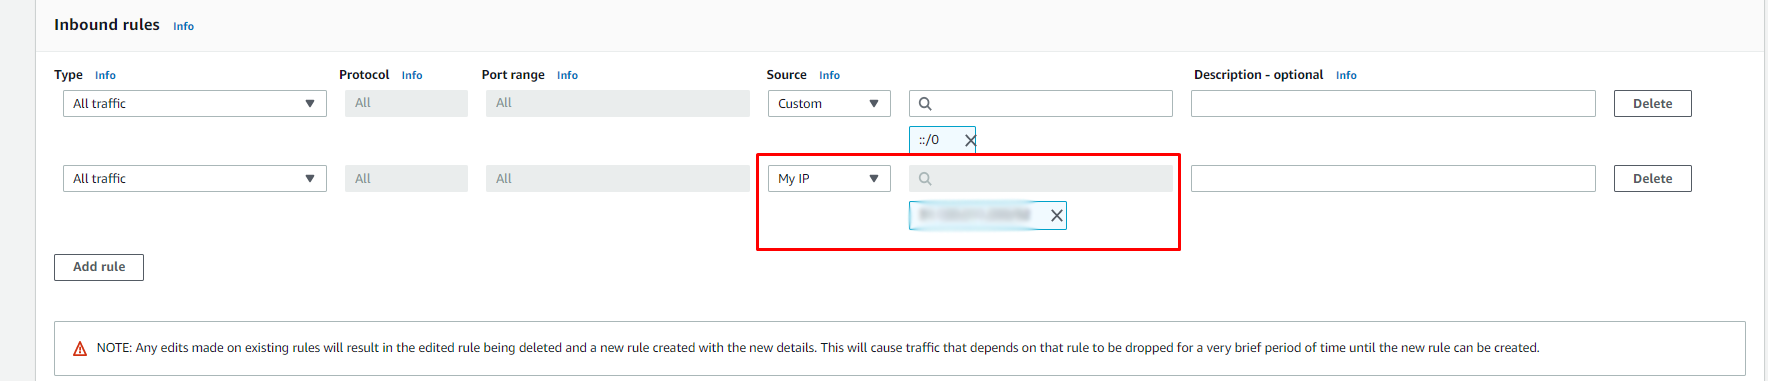 Inbound rules Info
Type Info Protocol Info Port range Info Source Info Description - optional Info
All traffic All All Custom Delete
::/0
All traffic All All My IP Delete
Add rule
NOTE: Any edits made on existing rules will result in the edited rule being deleted and a new rule created with the new details. This will cause traffic that depends on that rule to be dropped for a very brief period of time until the new rule can be created.